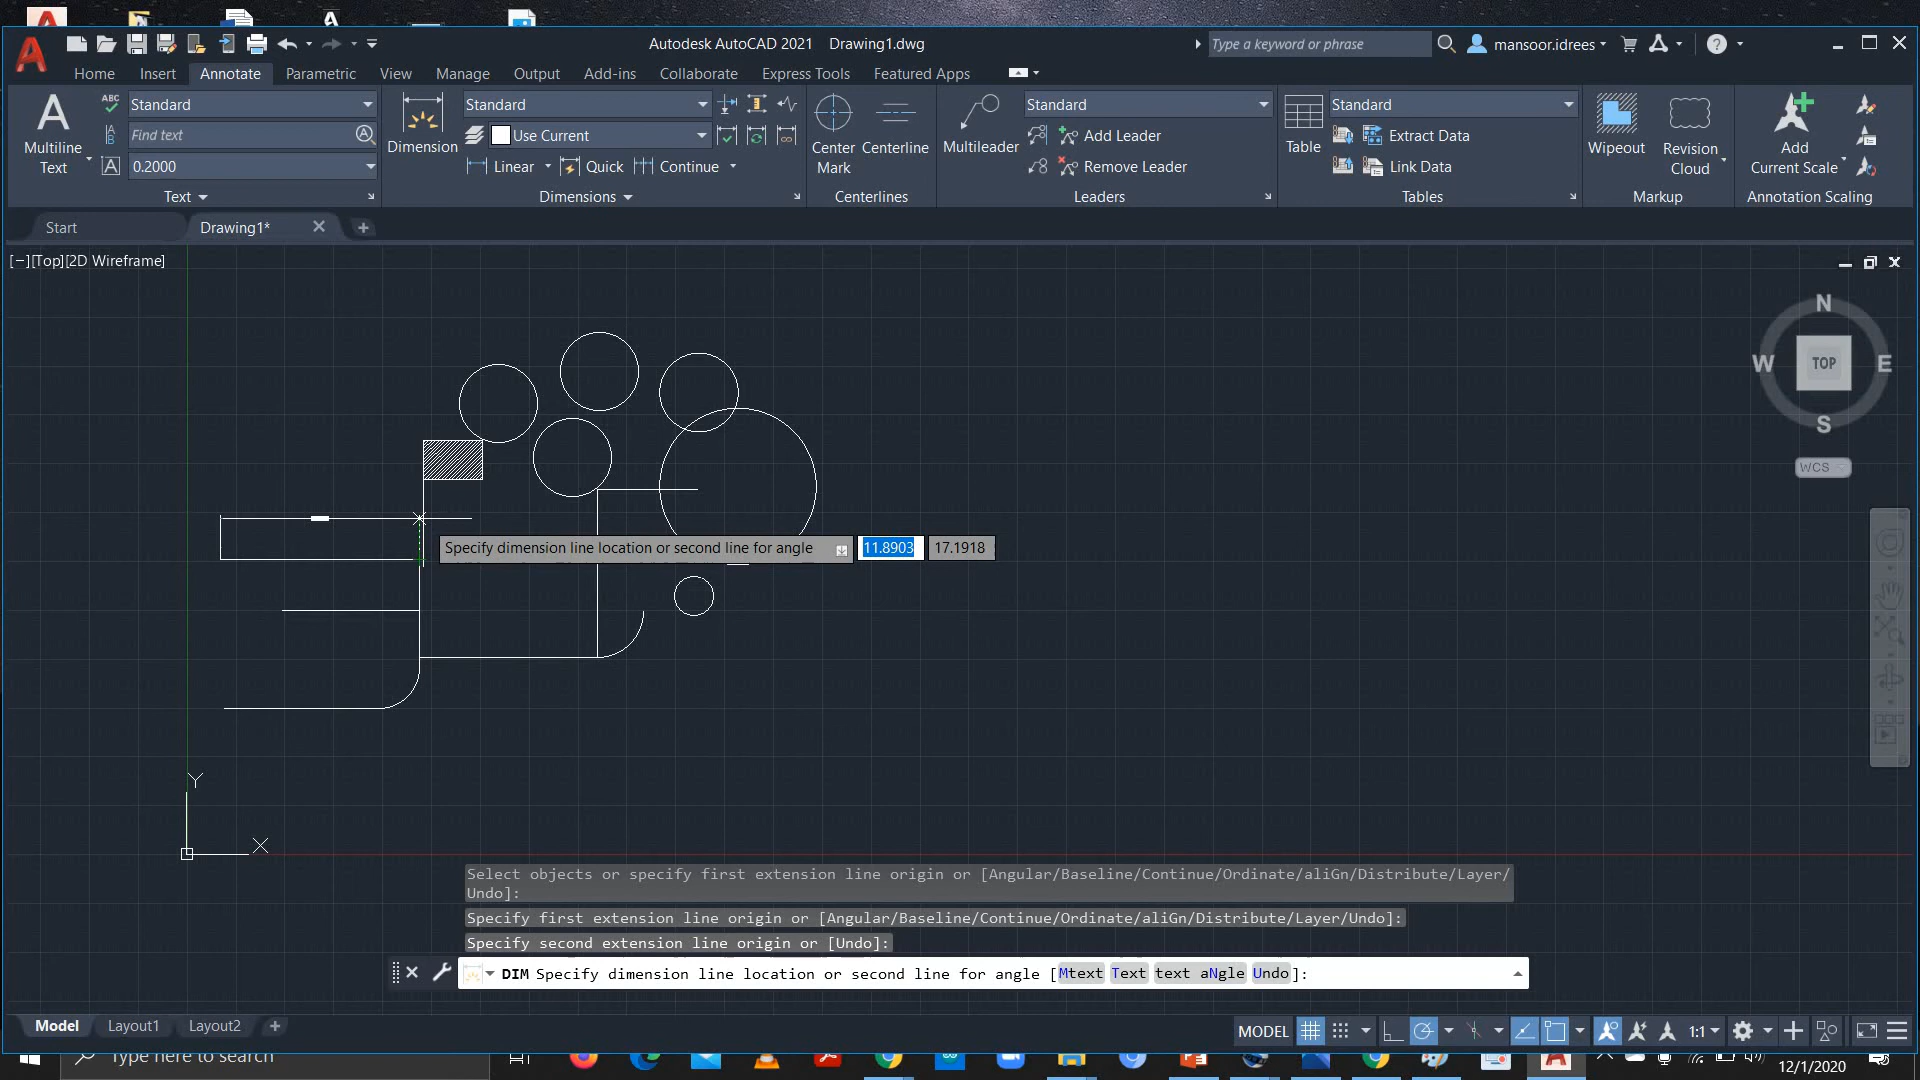 Autodesk AutoCAD 2021 Drawing1.dwg
Type a keyword or phrase
mansoor.idrees
Home Insert Annotate Parametric View Manage Output Add-ins Collaborate Express Tools Featured Apps
Multiline Text
ABC Standard
Find text
0.2000
Text
Dimension
Standard
Use Current
Linear Quick Continue
Dimensions
Center Mark Centerline
Centerlines
Multileader
Standard
Add Leader
Remove Leader
Leaders
Table
Standard
Extract Data
Link Data
Tables
Wipeout Revision Cloud
Markup
Add Current Scale
Annotation Scaling
Start Drawing1*
[−][Top][2D Wireframe]
N
W TOP E
S
WCS
Specify dimension line location or second line for angle 11.8903 17.1918
Y
X
Select objects or specify first extension line origin or [Angular/Baseline/Continue/Ordinate/aliGn/Distribute/Layer/
Undo]:
Specify first extension line origin or [Angular/Baseline/Continue/Ordinate/aliGn/Distribute/Layer/Undo]:
Specify second extension line origin or [Undo]:
DIM Specify dimension line location or second line for angle [Mtext Text text aNgle Undo]:
Model Layout1 Layout2
MODEL 1:1
Type here to search
12/1/2020